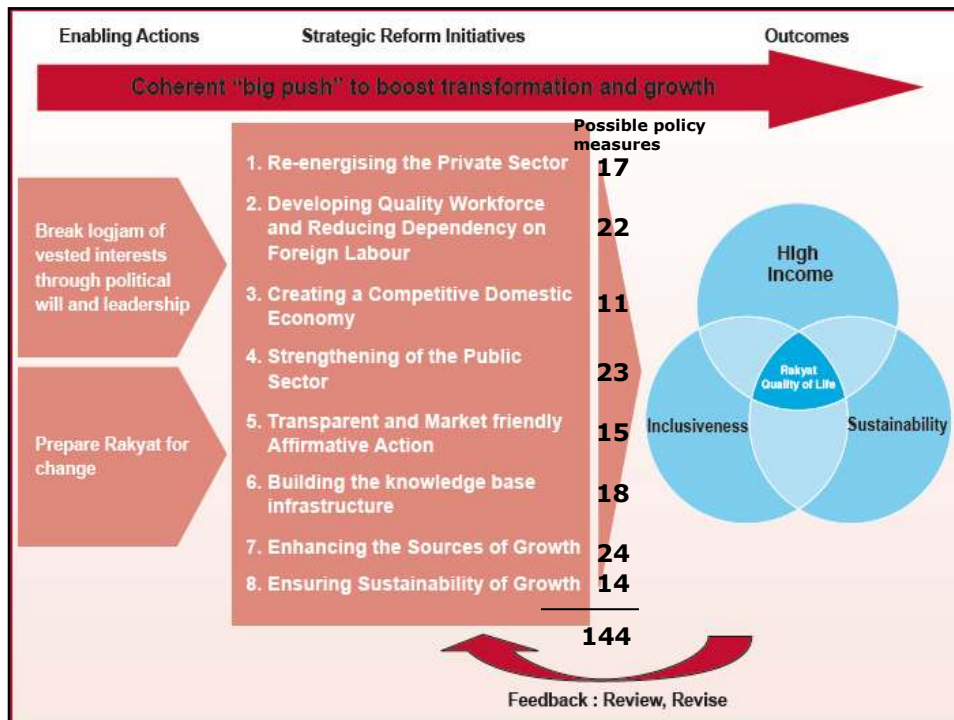 Enabling Actions
Strategic Reform Initiatives
Outcomes
Coherent “big push” to boost transformation and growth
Possible policy
measures
Break logjam of
vested interests
through political
will and leadership
Prepare Rakyat for
change
1. Re-energising the Private Sector
17
2. Developing Quality Workforce
and Reducing Dependency on
Foreign Labour
22
3. Creating a Competitive Domestic
Economy
11
4. Strengthening of the Public
Sector
23
5. Transparent and Market friendly
Affirmative Action
15
6. Building the knowledge base
infrastructure
18
7. Enhancing the Sources of Growth
24
8. Ensuring Sustainability of Growth
14
144
High
Income
Rakyat
Quality of Life
Inclusiveness
Sustainability
Feedback : Review, Revise